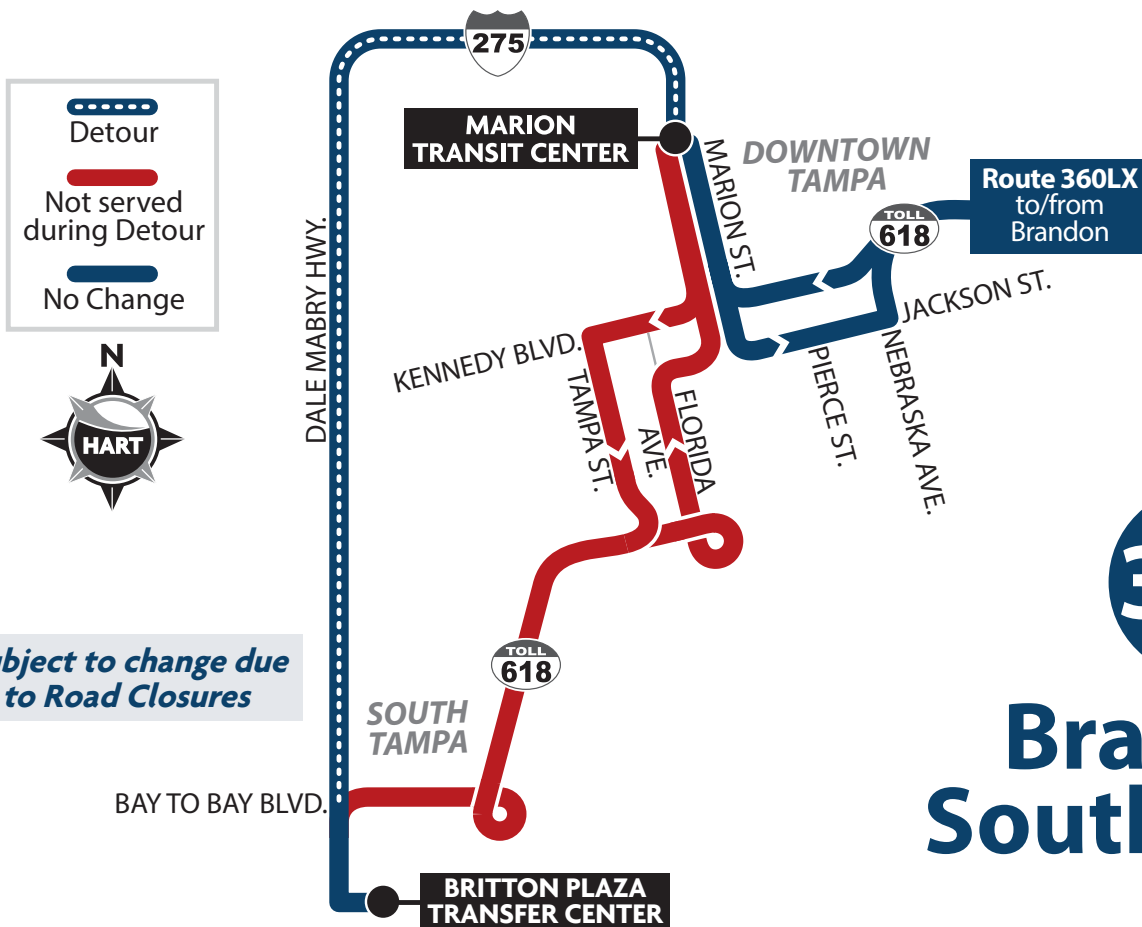 275
Detour
Not served
during Detour
No Change
MARION
TRANSIT CENTER
DOWNTOWN
TAMPA
Route 360LX
to/from
Brandon
TOLL
618
MARION ST.
DALE MABRY HWY.
JACKSON ST.
N
HART
KENNEDY BLVD.
TAMPA ST.
FLORIDA
AVE.
PIERCE ST.
NEBRASKA AVE.
3
to change due
to Road Closures
TOLL
618
SOUTH
TAMPA
BAY TO BAY BLVD.
Bra
South
BRITTON PLAZA
TRANSFER CENTER